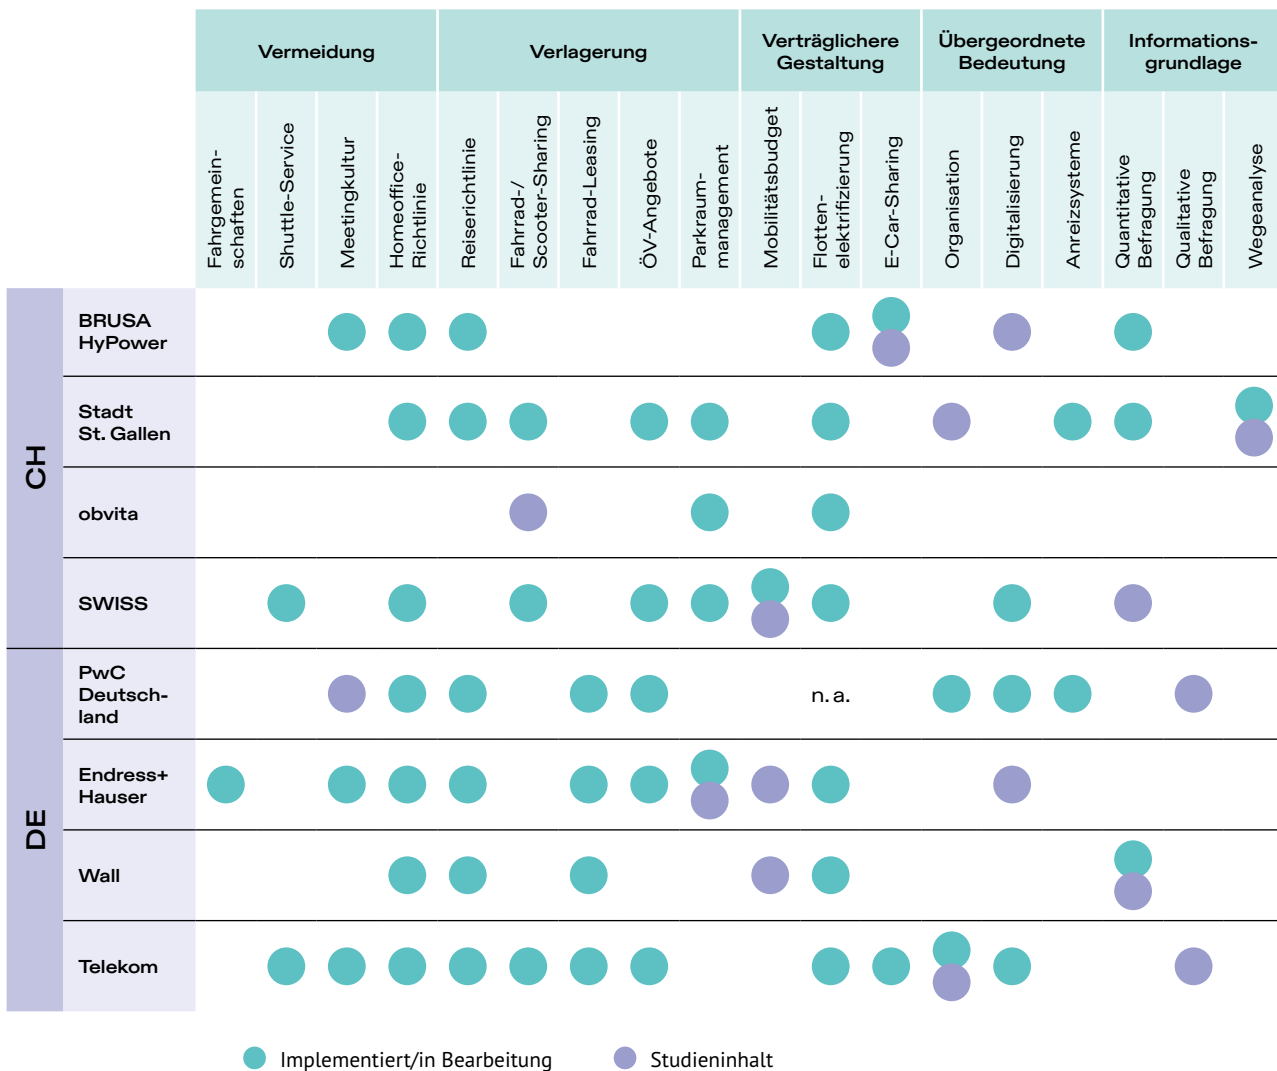 Vermeidung
Verlagerung
Verträglichere
Gestaltung
Übergeordnete
Bedeutung
Informations-
grundlage
Fahrgemein-
schaften
Shuttle-Service
Meetingkultur
Homeoffice-
Richtlinie
Reiserichtlinie
Fahrrad-/
Scooter-Sharing
Fahrrad-Leasing
ÖV-Angebote
Parkraum-
management
Mobilitätsbudget
Flotten-
elektrifizierung
E-Car-Sharing
Organisation
Digitalisierung
Anreizsysteme
Quantitative
Befragung
Qualitative
Befragung
Wegeanalyse
CH
BRUSA
HyPower
Stadt
St. Gallen
obvita
SWISS
DE
PwC
Deutsch-
land
n. a.
Endress+
Hauser
Wall
Telekom
Implementiert/in Bearbeitung
Studieninhalt